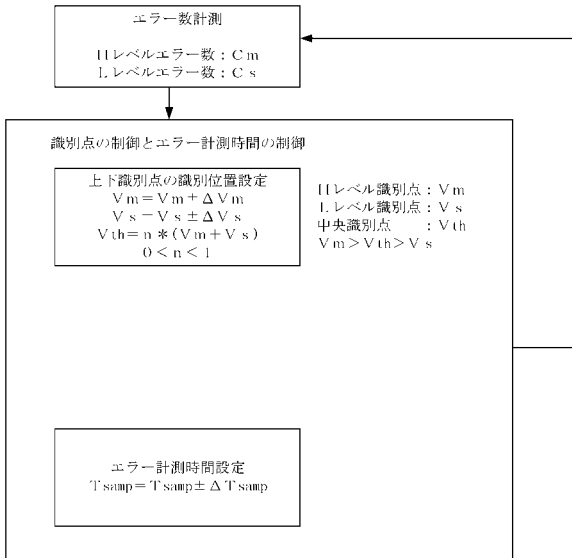 エラー数計測
Hレベルエラー数：Cm
Lレベルエラー数：Cs
識別点の制御とエラー計測時間の制御
上下識別点の識別位置設定
Vm＝Vm±ΔVm
Vs＝Vs±ΔVs
Vth＝n＊(Vm＋Vs)
0＜n＜1
Hレベル識別点：Vm
Lレベル識別点：Vs
中央識別点　　：Vth
Vm＞Vth＞Vs
エラー計測時間設定
Tsamp＝Tsamp±ΔTsamp